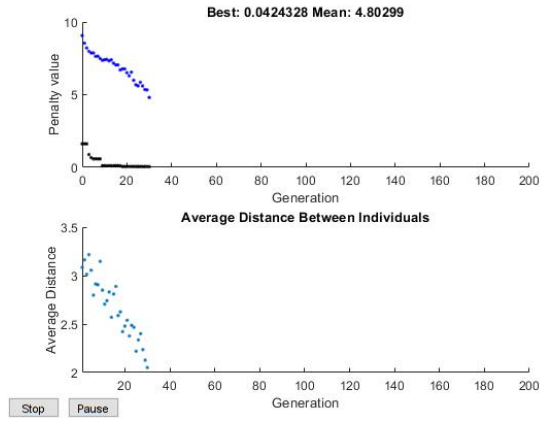 Best: 0.0424328 Mean: 4.80299
10
5
0
Penalty value
0 20 40 60 80 100 120 140 160 180 200
Generation
Average Distance Between Individuals
3.5
3
2.5
2
Average Distance
20 40 60 80 100 120 140 160 180 200
Generation
Stop Pause